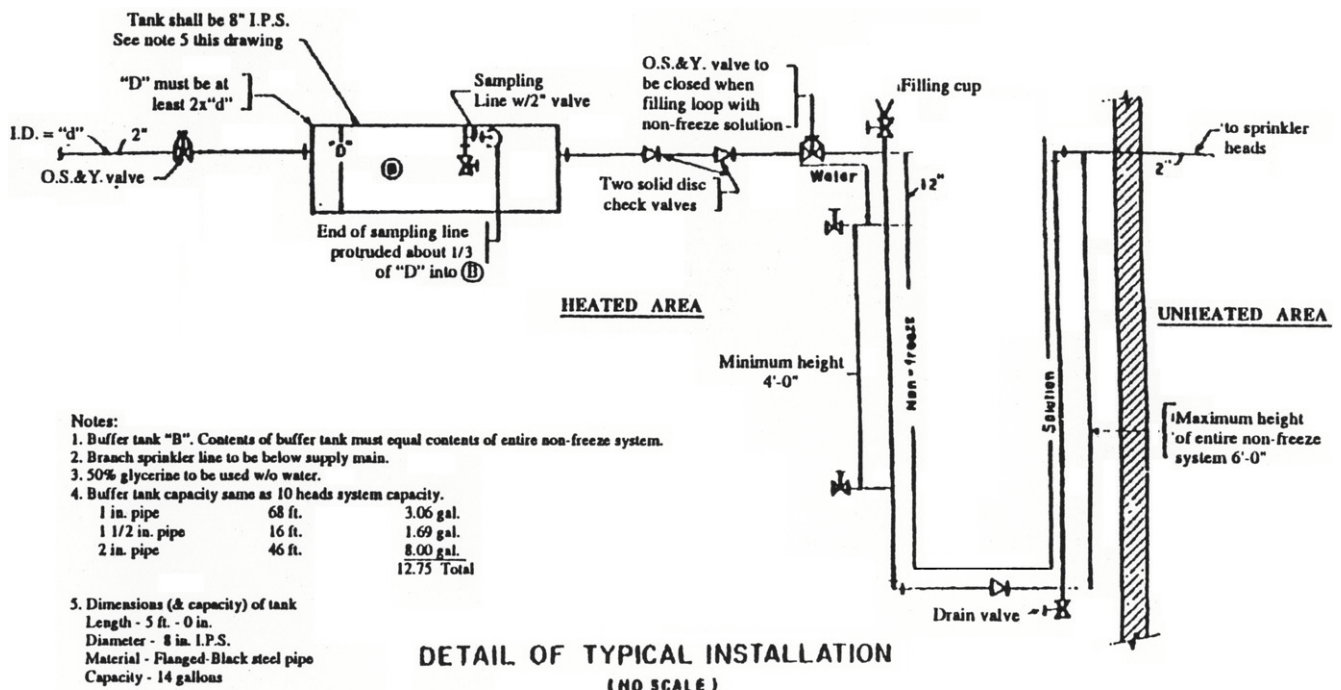 Tank shall be 8" I.P.S.
See note 5 this drawing
"D" must be at
least 2x"d"
I.D. = "d"
2"
O.S.&Y. valve
"D"
B
Sampling
Line w/2" valve
End of sampling line
protruded about 1/3
of "D" into B
Two solid disc
check valves
O.S.&Y. valve to
be closed when
filling loop with
non-freeze solution
Filling cup
Water
12"
to sprinkler
heads
2"
HEATED AREA
UNHEATED AREA
Minimum height
4'-0"
Non-freeze
Solution
Maximum height
of entire non-freeze
system 6'-0"
Drain valve
Notes:
1. Buffer tank "B". Contents of buffer tank must equal contents of entire non-freeze system.
2. Branch sprinkler line to be below supply main.
3. 50% glycerine to be used w/o water.
4. Buffer tank capacity same as 10 heads system capacity.
1 in. pipe 68 ft. 3.06 gal.
1 1/2 in. pipe 16 ft. 1.69 gal.
2 in. pipe 46 ft. 8.00 gal.
12.75 Total
5. Dimensions (& capacity) of tank
Length - 5 ft. - 0 in.
Diameter - 8 in. I.P.S.
Material - Flanged-Black steel pipe
Capacity - 14 gallons
DETAIL OF TYPICAL INSTALLATION
(NO SCALE)